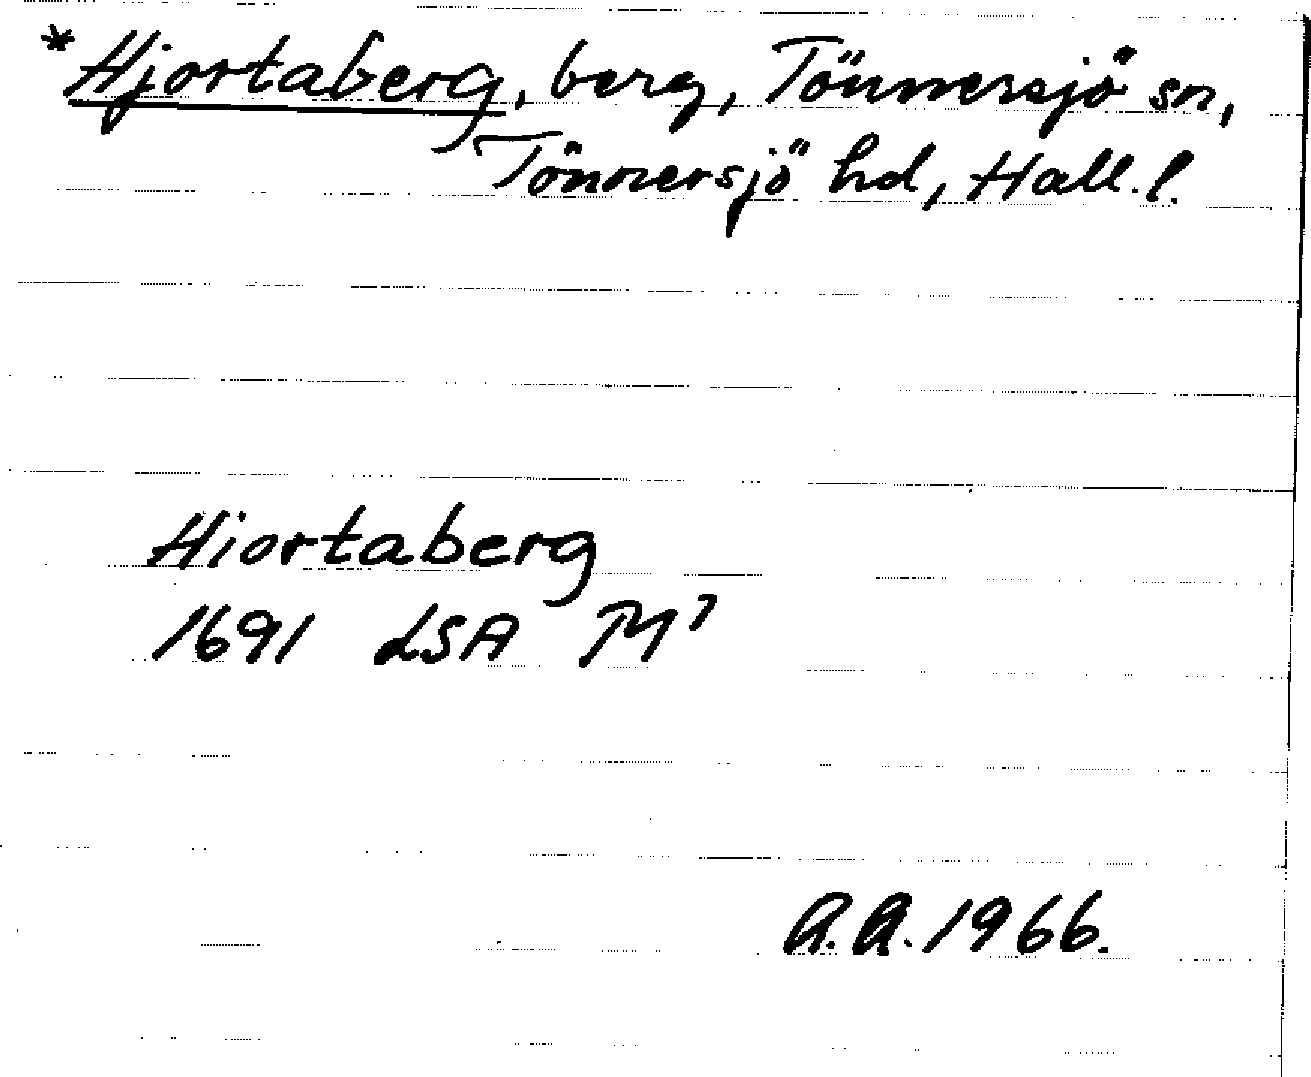 *Hjortaberg, berg, Tönnersjö sn,
Tönnersjö hd, Hall. l.
Hiortaberg
1691 LSA M⁷
A.A. 1966.